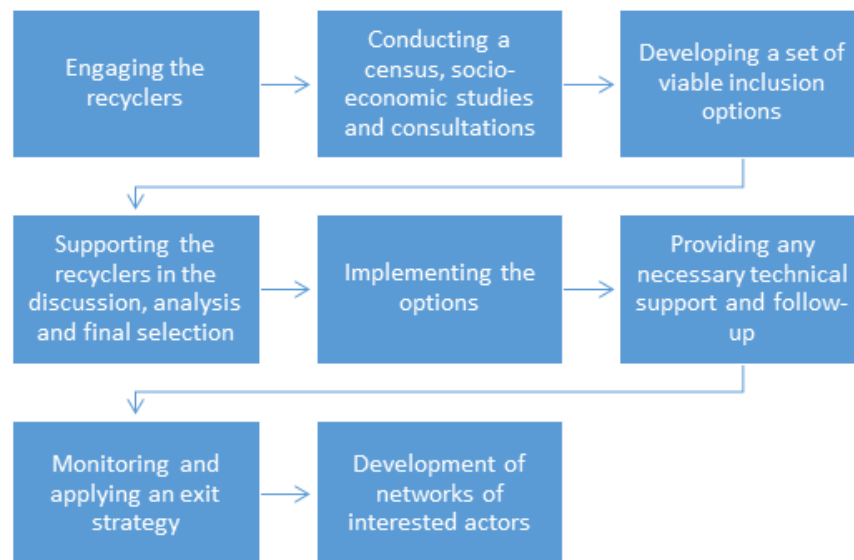 Engaging the
recyclers
Conducting a
census, socio-
economic studies
and consultations
Developing a set of
viable inclusion
options
Supporting the
recyclers in the
discussion, analysis
and final selection
Implementing the
options
Providing any
necessary technical
support and follow-
up
Monitoring and
applying an exit
strategy
Development of
networks of
interested actors